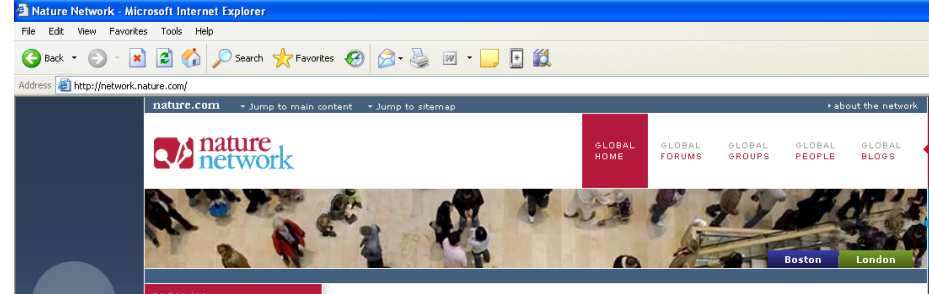 Nature Network - Microsoft Internet Explorer
File Edit View Favorites Tools Help
Back Search Favorites W
Address http://network.nature.com/
nature.com Jump to main content Jump to sitemap about the network
nature
network
GLOBAL GLOBAL GLOBAL GLOBAL GLOBAL
HOME FORUMS GROUPS PEOPLE BLOGS
Boston London